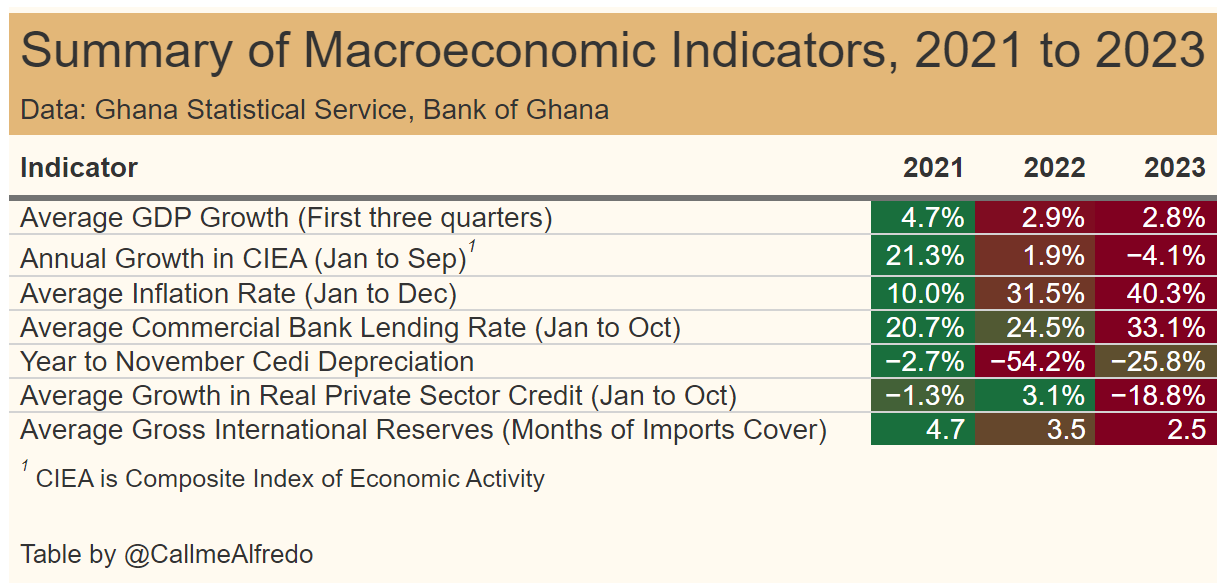 Summary of Macroeconomic Indicators, 2021 to 2023
Data: Ghana Statistical Service, Bank of Ghana
Indicator 2021 2022 2023
Average GDP Growth (First three quarters) 4.7% 2.9% 2.8%
Annual Growth in CIEA (Jan to Sep)1 21.3% 1.9% −4.1%
Average Inflation Rate (Jan to Dec) 10.0% 31.5% 40.3%
Average Commercial Bank Lending Rate (Jan to Oct) 20.7% 24.5% 33.1%
Year to November Cedi Depreciation −2.7% −54.2% −25.8%
Average Growth in Real Private Sector Credit (Jan to Oct) −1.3% 3.1% −18.8%
Average Gross International Reserves (Months of Imports Cover) 4.7 3.5 2.5
1 CIEA is Composite Index of Economic Activity
Table by @CallmeAlfredo